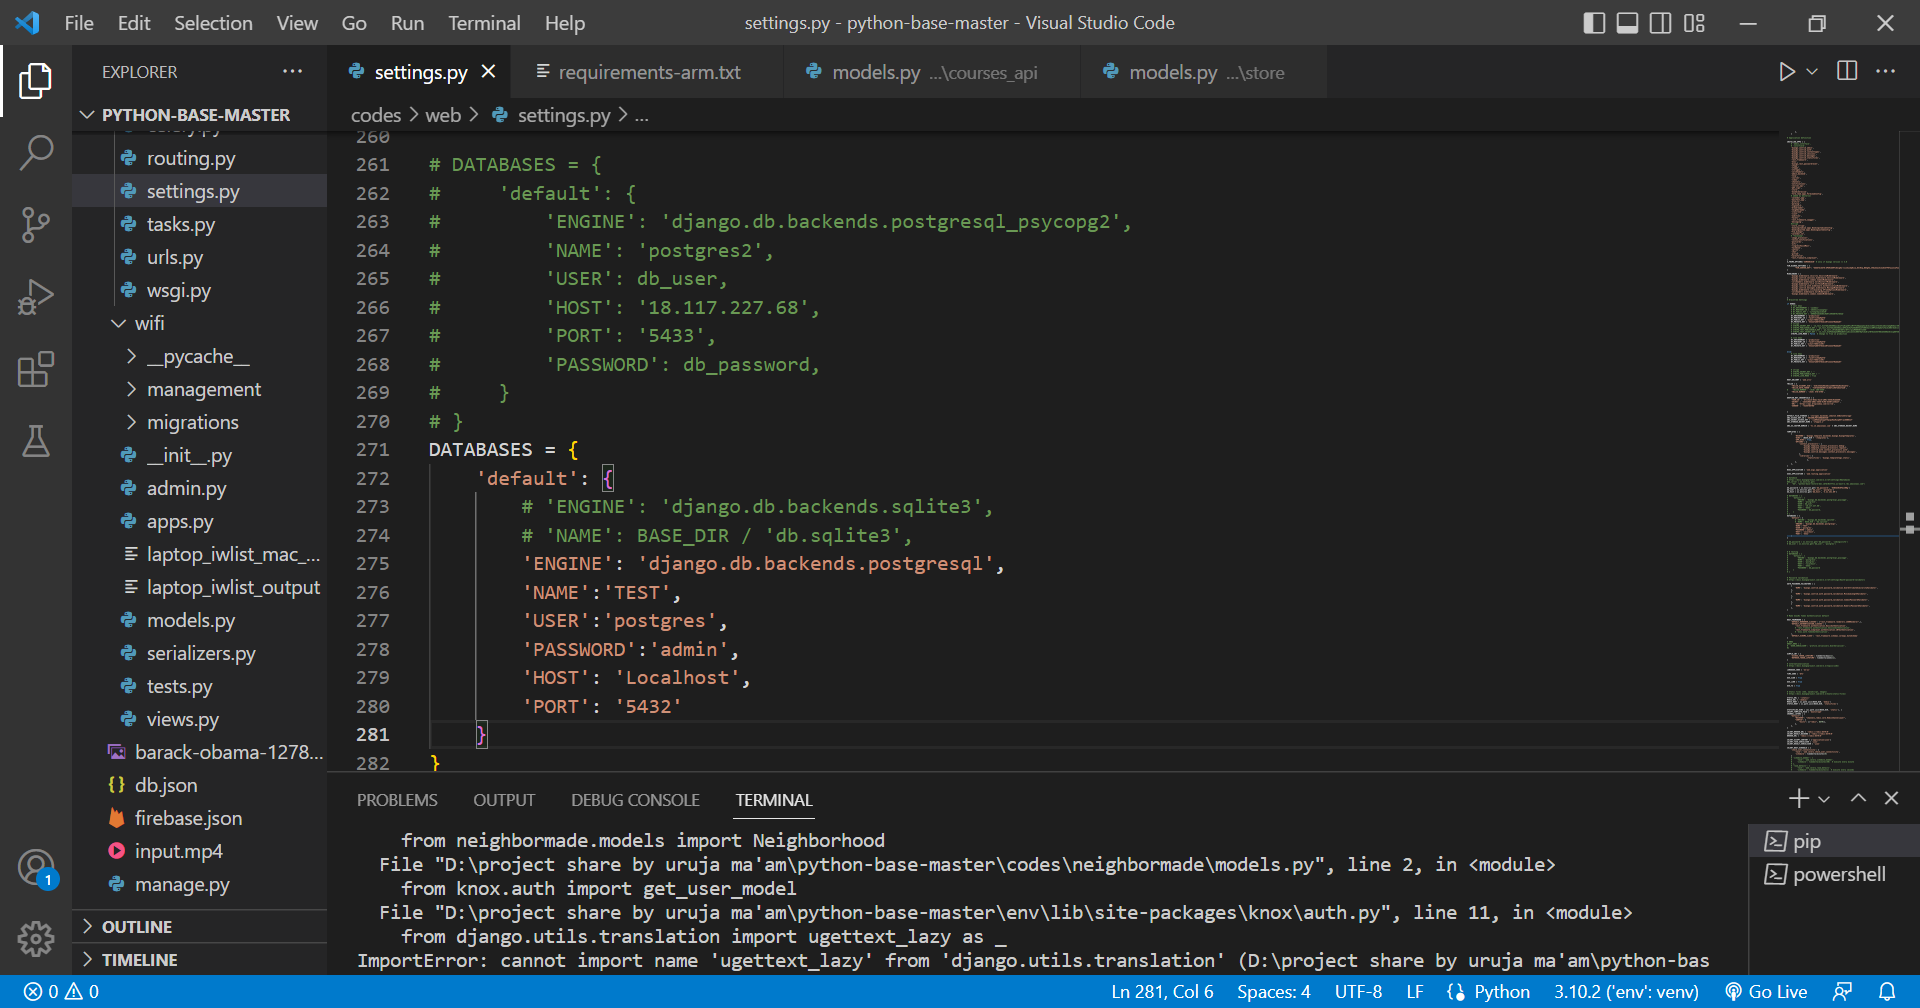 File Edit Selection View Go Run Terminal Help
settings.py - python-base-master - Visual Studio Code
EXPLORER
PYTHON-BASE-MASTER
routing.py
settings.py
tasks.py
urls.py
wsgi.py
wifi
__pycache__
management
migrations
__init__.py
admin.py
apps.py
laptop_iwlist_mac_...
laptop_iwlist_output
models.py
serializers.py
tests.py
views.py
barack-obama-1278...
db.json
firebase.json
input.mp4
manage.py
OUTLINE
TIMELINE
1
settings.py
requirements-arm.txt
models.py ...\courses_api
models.py ...\store
codes > web > settings.py > ...
260
261 # DATABASES = {
262 #     'default': {
263 #         'ENGINE': 'django.db.backends.postgresql_psycopg2',
264 #         'NAME': 'postgres2',
265 #         'USER': db_user,
266 #         'HOST': '18.117.227.68',
267 #         'PORT': '5433',
268 #         'PASSWORD': db_password,
269 #     }
270 # }
271 DATABASES = {
272     'default': {
273         # 'ENGINE': 'django.db.backends.sqlite3',
274         # 'NAME': BASE_DIR / 'db.sqlite3',
275         'ENGINE': 'django.db.backends.postgresql',
276         'NAME':'TEST',
277         'USER':'postgres',
278         'PASSWORD':'admin',
279         'HOST': 'Localhost',
280         'PORT': '5432'
281     }
282 }
PROBLEMS OUTPUT DEBUG CONSOLE TERMINAL
from neighbormade.models import Neighborhood
File "D:\project share by uruja ma'am\python-base-master\codes\neighbormade\models.py", line 2, in <module>
from knox.auth import get_user_model
File "D:\project share by uruja ma'am\python-base-master\env\lib\site-packages\knox\auth.py", line 11, in <module>
from django.utils.translation import ugettext_lazy as _
ImportError: cannot import name 'ugettext_lazy' from 'django.utils.translation' (D:\project share by uruja ma'am\python-bas
pip
powershell
0 0
Ln 281, Col 6 Spaces: 4 UTF-8 LF Python 3.10.2 ('env': venv) Go Live